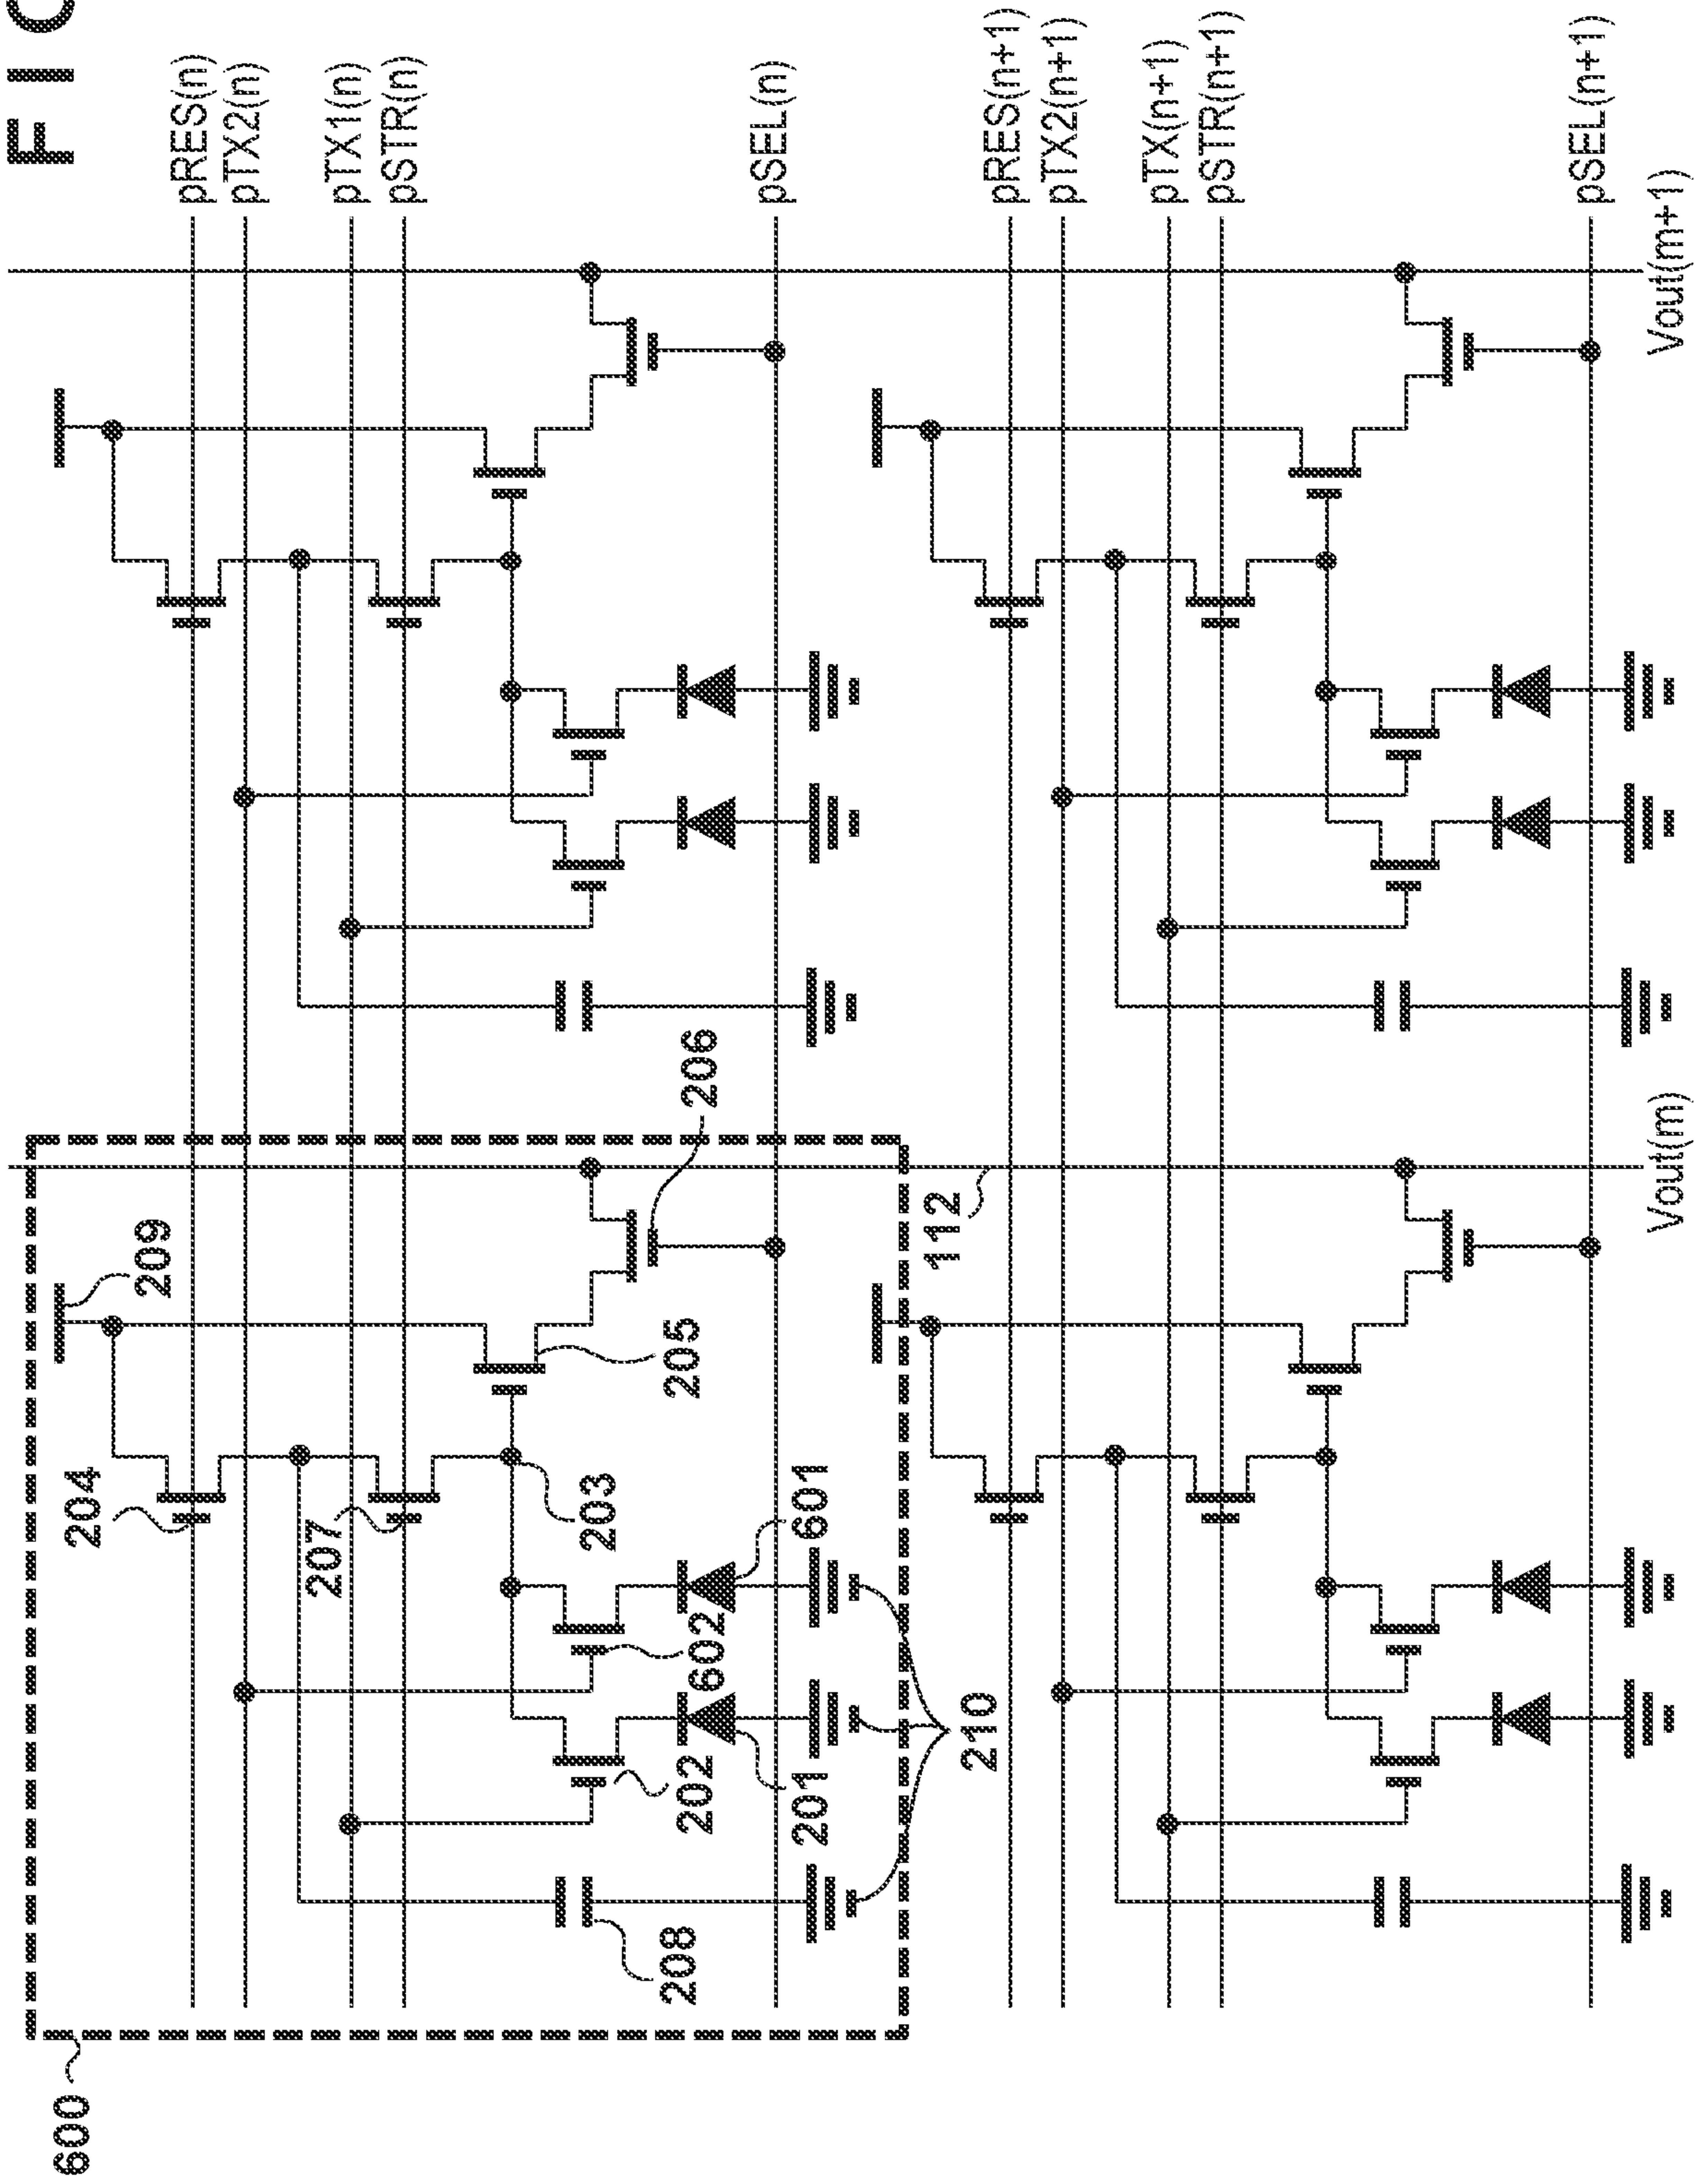 F I
pRES(n)
pTX2(n)
pTX1(n)
pSTR(n)
pSEL(n)
pRES(n+1)
pTX2(n+1)
pTX(n+1)
pSTR(n+1)
pSEL(n+1)
Vout(m+1)
206
209
112
Vout(m)
205
204
207
203
601
602
202
201
210
208
600